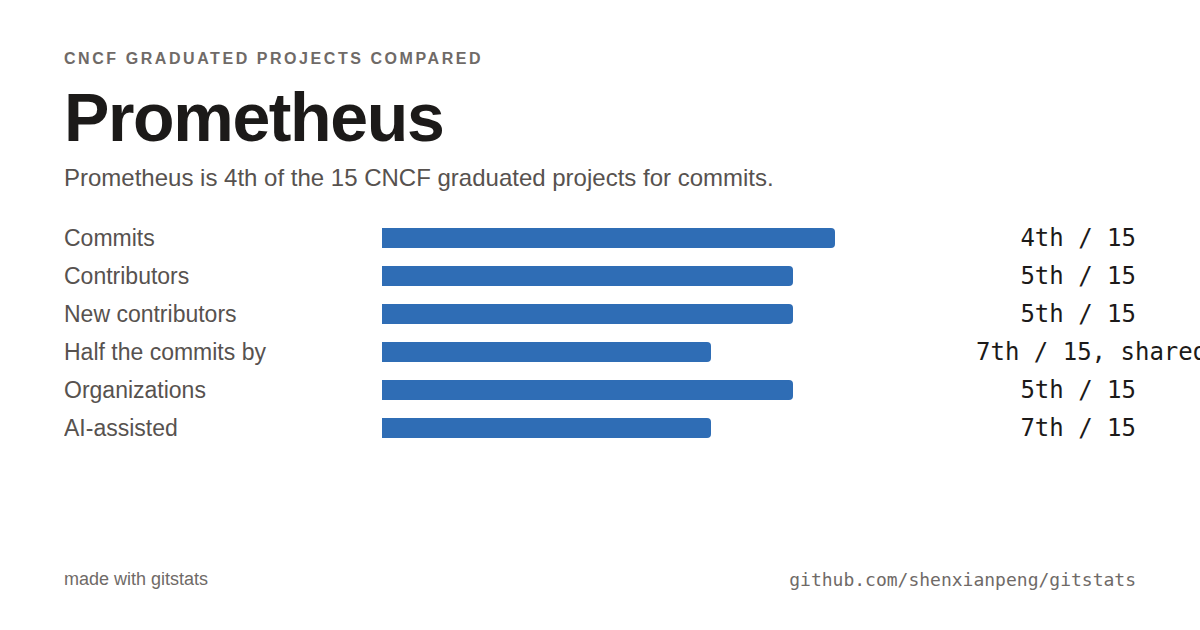 CNCF GRADUATED PROJECTS COMPARED
Prometheus
Prometheus is 4th of the 15 CNCF graduated projects for commits.
Commits 4th / 15
Contributors 5th / 15
New contributors 5th / 15
Half the commits by 7th / 15, shared
Organizations 5th / 15
AI-assisted 7th / 15
made with gitstats github.com/shenxianpeng/gitstats